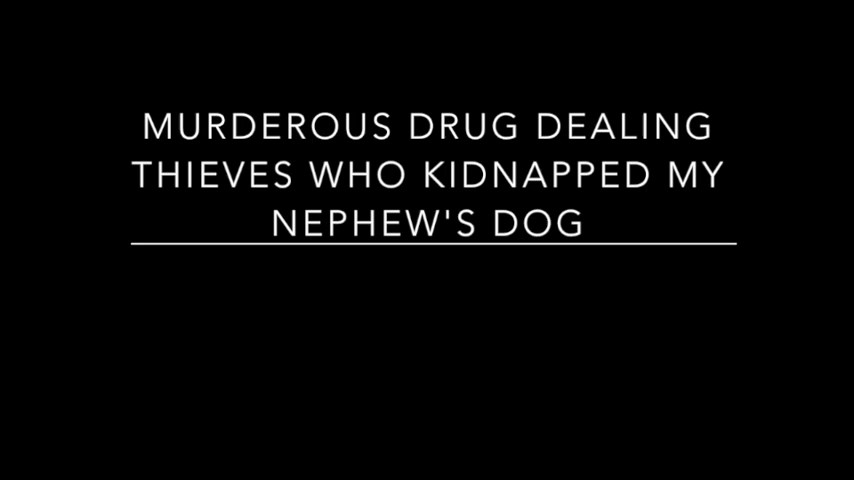 MURDEROUS DRUG DEALING
THIEVES WHO KIDNAPPED MY
NEPHEW'S DOG